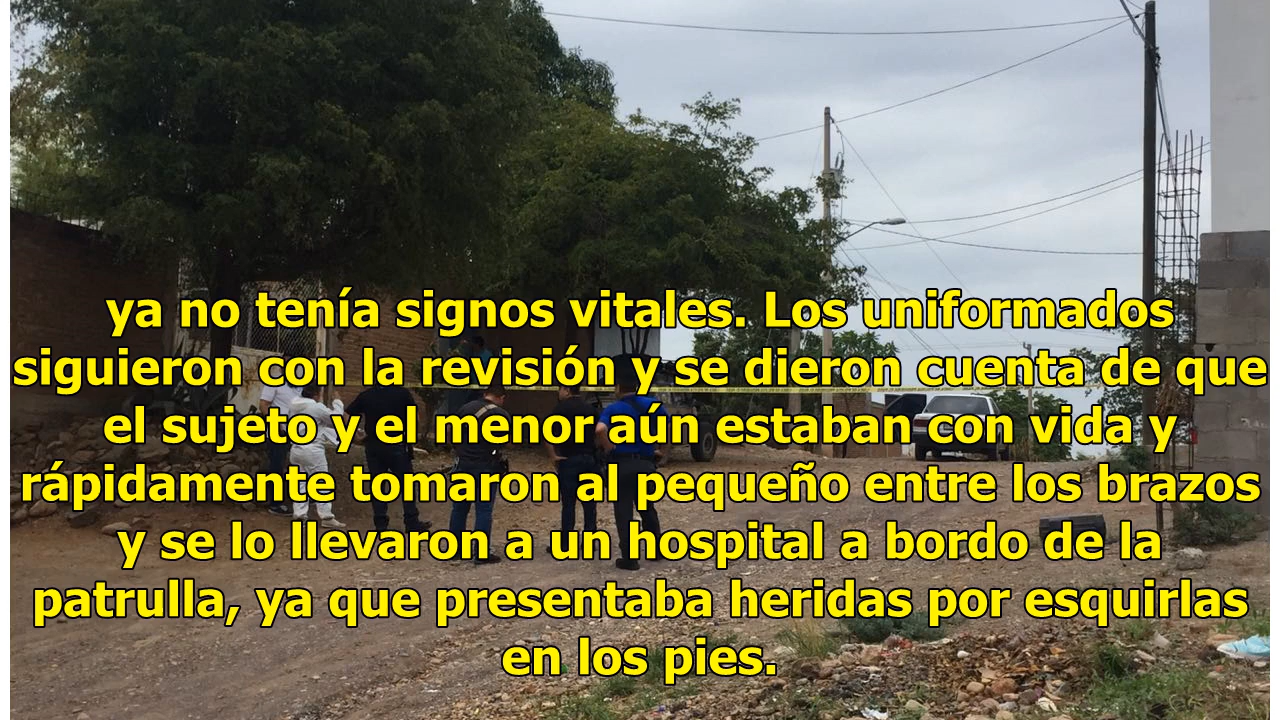 ya no tenía signos vitales. Los uniformados
siguieron con la revisión y se dieron cuenta de que
el sujeto y el menor aún estaban con vida y
rápidamente tomaron al pequeño entre los brazos
y se lo llevaron a un hospital a bordo de la
patrulla, ya que presentaba heridas por esquirlas
en los pies.